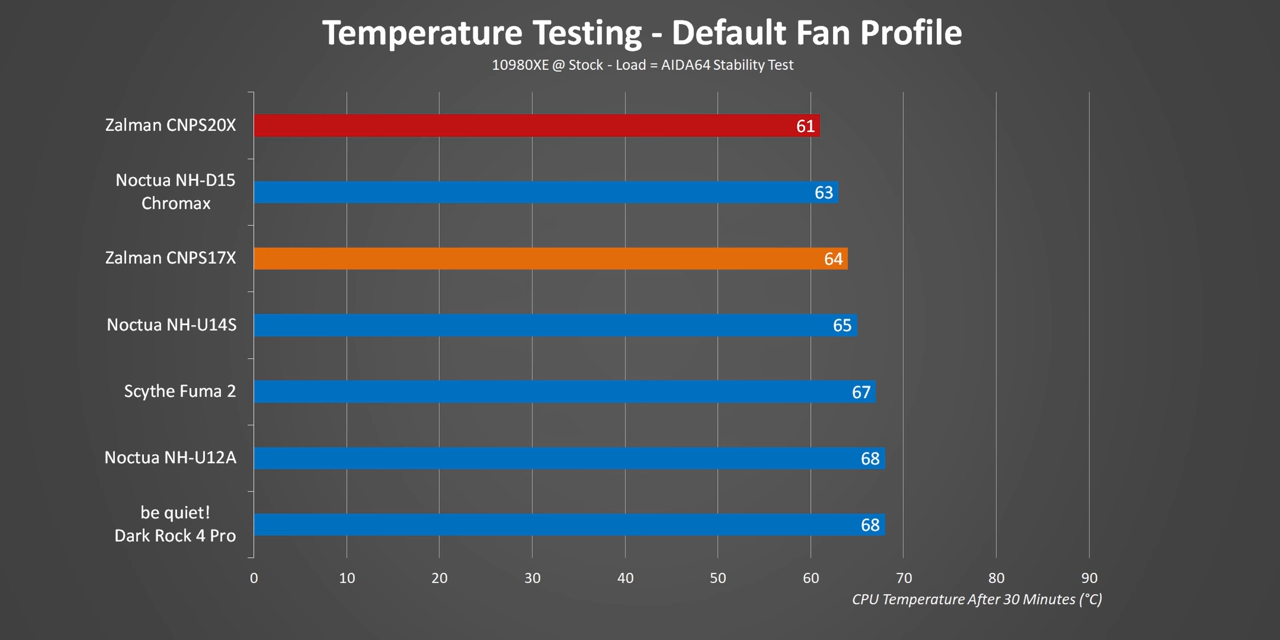 Temperature Testing - Default Fan Profile
10980XE @ Stock - Load = AIDA64 Stability Test
Zalman CNPS20X
61
Noctua NH-D15
Chromax
63
Zalman CNPS17X
64
Noctua NH-U14S
65
Scythe Fuma 2
67
Noctua NH-U12A
68
be quiet!
Dark Rock 4 Pro
68
0 10 20 30 40 50 60 70 80 90
CPU Temperature After 30 Minutes (°C)